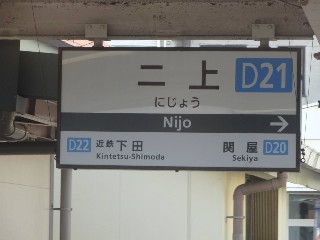 二上 D21
にじょう
Nijo →
D22 近鉄下田 関屋 D20
Kintetsu-Shimoda Sekiya